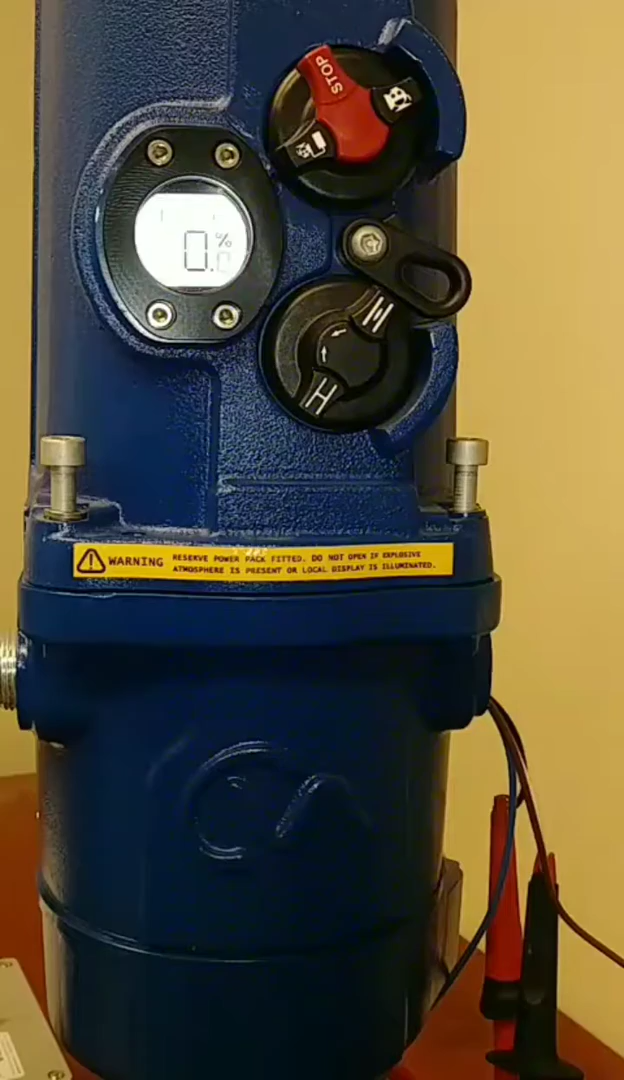 STOP
0.0%
WARNING
RESERVE POWER PACK FITTED. DO NOT OPEN IF EXPLOSIVE
ATMOSPHERE IS PRESENT OR LOCAL DISPLAY IS ILLUMINATED.